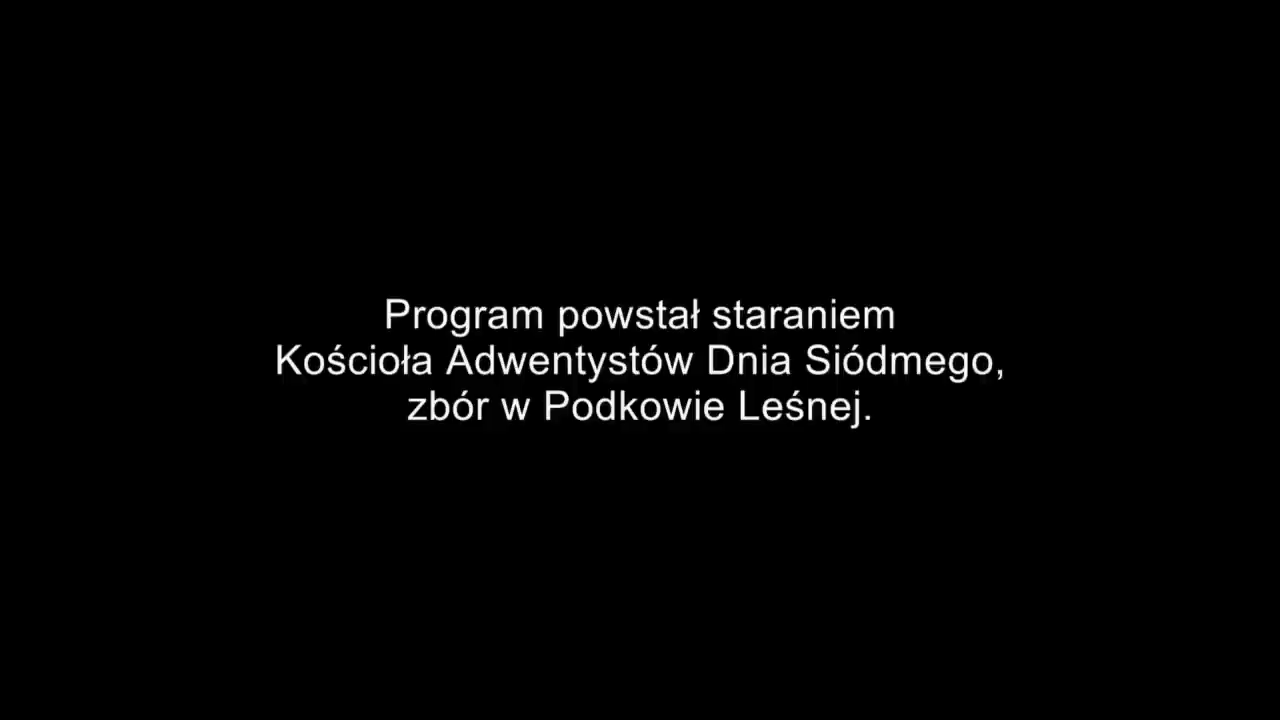 Program powstał staraniem
Kościoła Adwentystów Dnia Siódmego,
zbór w Podkowie Leśnej.